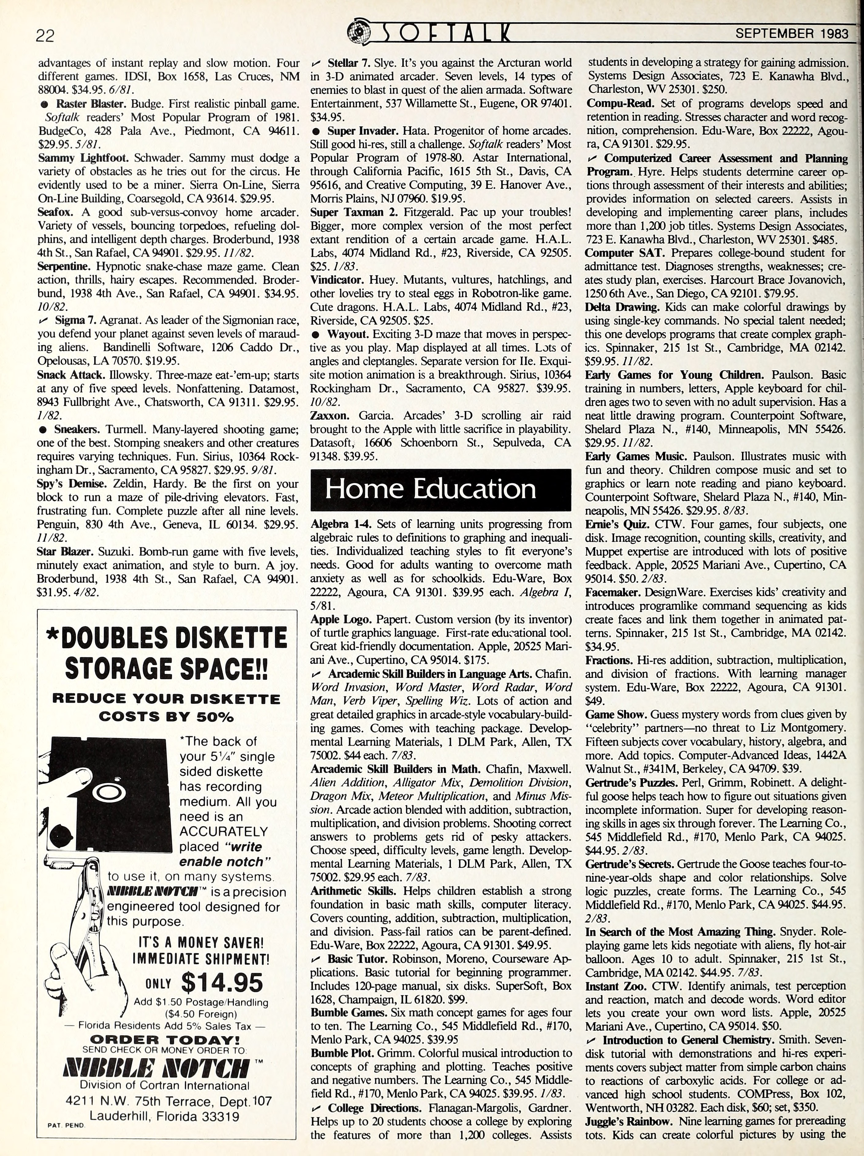 22
SOFTALK
SEPTEMBER 1983
advantages of instant replay and slow motion. Four
different games. IDSI, Box 1658, Las Cruces, NM
88004. $34.95. 6/81.
● Raster Blaster. Budge. First realistic pinball game.
Softalk readers' Most Popular Program of 1981.
BudgeCo, 428 Pala Ave., Piedmont, CA 94611.
$29.95. 5/81.
Sammy Lightfoot. Schwader. Sammy must dodge a
variety of obstacles as he tries out for the circus. He
evidently used to be a miner. Sierra On-Line, Sierra
On-Line Building, Coarsegold, CA 93614. $29.95.
Seafox. A good sub-versus-convoy home arcader.
Variety of vessels, bouncing torpedoes, refueling dol-
phins, and intelligent depth charges. Broderbund, 1938
4th St., San Rafael, CA 94901. $29.95. 11/82.
Serpentine. Hypnotic snake-chase maze game. Clean
action, thrills, hairy escapes. Recommended. Broder-
bund, 1938 4th Ave., San Rafael, CA 94901. $34.95.
10/82.
✓ Sigma 7. Agranat. As leader of the Sigmonian race,
you defend your planet against seven levels of maraud-
ing aliens. Bandinelli Software, 1206 Caddo Dr.,
Opelousas, LA 70570. $19.95.
Snack Attack. Illowsky. Three-maze eat-'em-up; starts
at any of five speed levels. Nonfattening. Datamost,
8943 Fullbright Ave., Chatsworth, CA 91311. $29.95.
1/82.
● Sneakers. Turmell. Many-layered shooting game;
one of the best. Stomping sneakers and other creatures
requires varying techniques. Fun. Sirius, 10364 Rock-
ingham Dr., Sacramento, CA 95827. $29.95. 9/81.
Spy's Demise. Zeldin, Hardy. Be the first on your
block to run a maze of pile-driving elevators. Fast,
frustrating fun. Complete puzzle after all nine levels.
Penguin, 830 4th Ave., Geneva, IL 60134. $29.95.
11/82.
Star Blazer. Suzuki. Bomb-run game with five levels,
minutely exact animation, and style to burn. A joy.
Broderbund, 1938 4th St., San Rafael, CA 94901.
$31.95. 4/82.
*DOUBLES DISKETTE
STORAGE SPACE!!
REDUCE YOUR DISKETTE
COSTS BY 50%
*The back of
your 5¼" single
sided diskette
has recording
medium. All you
need is an
ACCURATELY
placed "write
enable notch"
to use it, on many systems.
NIBBLE NOTCH™ is a precision
engineered tool designed for
this purpose.
IT'S A MONEY SAVER!
IMMEDIATE SHIPMENT!
ONLY $14.95
Add $1.50 Postage/Handling
($4.50 Foreign)
— Florida Residents Add 5% Sales Tax —
ORDER TODAY!
SEND CHECK OR MONEY ORDER TO:
NIBBLE NOTCH™
Division of Cortran International
4211 N.W. 75th Terrace, Dept. 107
Lauderhill, Florida 33319
PAT. PEND.
✓ Stellar 7. Slye. It's you against the Arcturan world
in 3-D animated arcader. Seven levels, 14 types of
enemies to blast in quest of the alien armada. Software
Entertainment, 537 Willamette St., Eugene, OR 97401.
$34.95.
● Super Invader. Hata. Progenitor of home arcades.
Still good hi-res, still a challenge. Softalk readers' Most
Popular Program of 1978-80. Astar International,
through California Pacific, 1615 5th St., Davis, CA
95616, and Creative Computing, 39 E. Hanover Ave.,
Morris Plains, NJ 07960. $19.95.
Super Taxman 2. Fitzgerald. Pac up your troubles!
Bigger, more complex version of the most perfect
extant rendition of a certain arcade game. H.A.L.
Labs, 4074 Midland Rd., #23, Riverside, CA 92505.
$25. 1/83.
Vindicator. Huey. Mutants, vultures, hatchlings, and
other lovelies try to steal eggs in Robotron-like game.
Cute dragons. H.A.L. Labs, 4074 Midland Rd., #23,
Riverside, CA 92505. $25.
● Wayout. Exciting 3-D maze that moves in perspec-
tive as you play. Map displayed at all times. Lots of
angles and cleptangles. Separate version for IIe. Exqui-
site motion animation is a breakthrough. Sirius, 10364
Rockingham Dr., Sacramento, CA 95827. $39.95.
10/82.
Zaxxon. Garcia. Arcades' 3-D scrolling air raid
brought to the Apple with little sacrifice in playability.
Datasoft, 16606 Schoenborn St., Sepulveda, CA
91348. $39.95.
Home Education
Algebra 1-4. Sets of learning units progressing from
algebraic rules to definitions to graphing and inequali-
ties. Individualized teaching styles to fit everyone's
needs. Good for adults wanting to overcome math
anxiety as well as for schoolkids. Edu-Ware, Box
22222, Agoura, CA 91301. $39.95 each. Algebra I,
5/81.
Apple Logo. Papert. Custom version (by its inventor)
of turtle graphics language. First-rate educational tool.
Great kid-friendly documentation. Apple, 20525 Mari-
ani Ave., Cupertino, CA 95014. $175.
✓ Arcademic Skill Builders in Language Arts. Chafin.
Word Invasion, Word Master, Word Radar, Word
Man, Verb Viper, Spelling Wiz. Lots of action and
great detailed graphics in arcade-style vocabulary-build-
ing games. Comes with teaching package. Develop-
mental Learning Materials, 1 DLM Park, Allen, TX
75002. $44 each. 7/83.
Arcademic Skill Builders in Math. Chafin, Maxwell.
Alien Addition, Alligator Mix, Demolition Division,
Dragon Mix, Meteor Multiplication, and Minus Mis-
sion. Arcade action blended with addition, subtraction,
multiplication, and division problems. Shooting correct
answers to problems gets rid of pesky attackers.
Choose speed, difficulty levels, game length. Develop-
mental Learning Materials, 1 DLM Park, Allen, TX
75002. $29.95 each. 7/83.
Arithmetic Skills. Helps children establish a strong
foundation in basic math skills, computer literacy.
Covers counting, addition, subtraction, multiplication,
and division. Pass-fail ratios can be parent-defined.
Edu-Ware, Box 22222, Agoura, CA 91301. $49.95.
✓ Basic Tutor. Robinson, Moreno, Courseware Ap-
plications. Basic tutorial for beginning programmer.
Includes 120-page manual, six disks. SuperSoft, Box
1628, Champaign, IL 61820. $99.
Bumble Games. Six math concept games for ages four
to ten. The Learning Co., 545 Middlefield Rd., #170,
Menlo Park, CA 94025. $39.95
Bumble Plot. Grimm. Colorful musical introduction to
concepts of graphing and plotting. Teaches positive
and negative numbers. The Learning Co., 545 Middle-
field Rd., #170, Menlo Park, CA 94025. $39.95. 1/83.
✓ College Directions. Flanagan-Margolis, Gardner.
Helps up to 20 students choose a college by exploring
the features of more than 1,200 colleges. Assists
students in developing a strategy for gaining admission.
Systems Design Associates, 723 E. Kanawha Blvd.,
Charleston, WV 25301. $250.
Compu-Read. Set of programs develops speed and
retention in reading. Stresses character and word recog-
nition, comprehension. Edu-Ware, Box 22222, Agou-
ra, CA 91301. $29.95.
✓ Computerized Career Assessment and Planning
Program. Hyre. Helps students determine career op-
tions through assessment of their interests and abilities;
provides information on selected careers. Assists in
developing and implementing career plans, includes
more than 1,200 job titles. Systems Design Associates,
723 E. Kanawha Blvd., Charleston, WV 25301. $485.
Computer SAT. Prepares college-bound student for
admittance test. Diagnoses strengths, weaknesses; cre-
ates study plan, exercises. Harcourt Brace Jovanovich,
1250 6th Ave., San Diego, CA 92101. $79.95.
Delta Drawing. Kids can make colorful drawings by
using single-key commands. No special talent needed;
this one develops programs that create complex graph-
ics. Spinnaker, 215 1st St., Cambridge, MA 02142.
$59.95. 11/82.
Early Games for Young Children. Paulson. Basic
training in numbers, letters, Apple keyboard for chil-
dren ages two to seven with no adult supervision. Has a
neat little drawing program. Counterpoint Software,
Shelard Plaza N., #140, Minneapolis, MN 55426.
$29.95. 11/82.
Early Games Music. Paulson. Illustrates music with
fun and theory. Children compose music and set to
graphics or learn note reading and piano keyboard.
Counterpoint Software, Shelard Plaza N., #140, Min-
neapolis, MN 55426. $29.95. 8/83.
Ernie's Quiz. CTW. Four games, four subjects, one
disk. Image recognition, counting skills, creativity, and
Muppet expertise are introduced with lots of positive
feedback. Apple, 20525 Mariani Ave., Cupertino, CA
95014. $50. 2/83.
Facemaker. DesignWare. Exercises kids' creativity and
introduces programlike command sequencing as kids
create faces and link them together in animated pat-
terns. Spinnaker, 215 1st St., Cambridge, MA 02142.
$34.95.
Fractions. Hi-res addition, subtraction, multiplication,
and division of fractions. With learning manager
system. Edu-Ware, Box 22222, Agoura, CA 91301.
$49.
Game Show. Guess mystery words from clues given by
"celebrity" partners—no threat to Liz Montgomery.
Fifteen subjects cover vocabulary, history, algebra, and
more. Add topics. Computer-Advanced Ideas, 1442A
Walnut St., #341M, Berkeley, CA 94709. $39.
Gertrude's Puzzles. Perl, Grimm, Robinett. A delight-
ful goose helps teach how to figure out situations given
incomplete information. Super for developing reason-
ing skills in ages six through forever. The Learning Co.,
545 Middlefield Rd., #170, Menlo Park, CA 94025.
$44.95. 2/83.
Gertrude's Secrets. Gertrude the Goose teaches four-to-
nine-year-olds shape and color relationships. Solve
logic puzzles, create forms. The Learning Co., 545
Middlefield Rd., #170, Menlo Park, CA 94025. $44.95.
2/83.
In Search of the Most Amazing Thing. Snyder. Role-
playing game lets kids negotiate with aliens, fly hot-air
balloon. Ages 10 to adult. Spinnaker, 215 1st St.,
Cambridge, MA 02142. $44.95. 7/83.
Instant Zoo. CTW. Identify animals, test perception
and reaction, match and decode words. Word editor
lets you create your own word lists. Apple, 20525
Mariani Ave., Cupertino, CA 95014. $50.
✓ Introduction to General Chemistry. Smith. Seven-
disk tutorial with demonstrations and hi-res experi-
ments covers subject matter from simple carbon chains
to reactions of carboxylic acids. For college or ad-
vanced high school students. COMPress, Box 102,
Wentworth, NH 03282. Each disk, $60; set, $350.
Juggle's Rainbow. Nine learning games for prereading
tots. Kids can create colorful pictures by using the